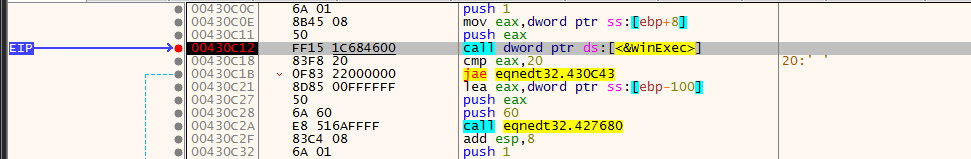 00430C0C 6A 01 push 1
00430C0E 8B45 08 mov eax,dword ptr ss:[ebp+8]
00430C11 50 push eax
EIP 00430C12 FF15 1C684600 call dword ptr ds:[<&WinExec>]
00430C18 83F8 20 cmp eax,20 20:' '
00430C1B 0F83 22000000 jae eqnedt32.430C43
00430C21 8D85 00FFFFFF lea eax,dword ptr ss:[ebp-100]
00430C27 50 push eax
00430C28 6A 60 push 60
00430C2A E8 516AFFFF call eqnedt32.427680
00430C2F 83C4 08 add esp,8
00430C32 6A 01 push 1